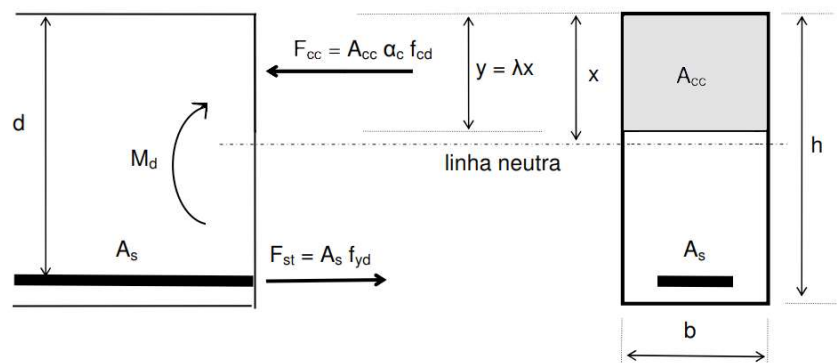 F_cc = A_cc α_c f_cd
y = λx
x
A_cc
d
M_d
h
linha neutra
A_s
F_st = A_s f_yd
A_s
b